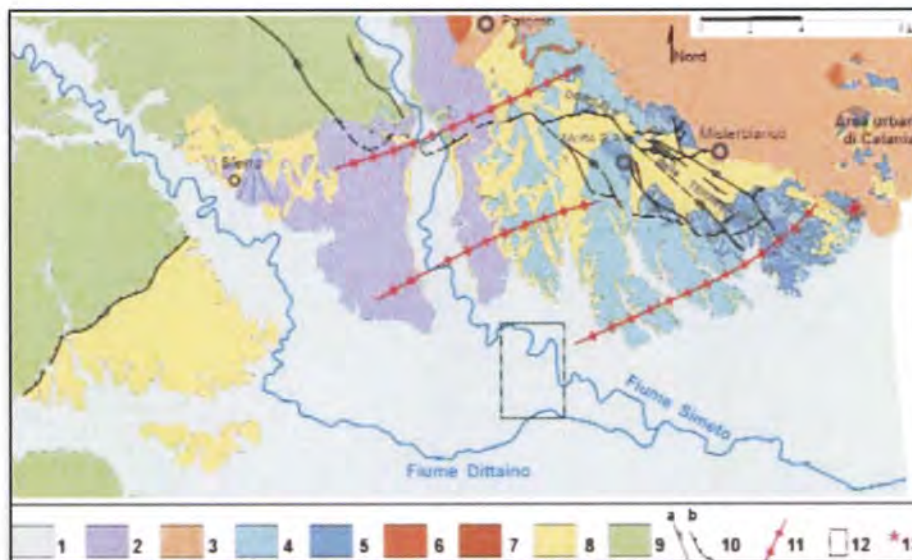 Paternò
Nord
Misterbianco
Area urbana
di Catania
Fiume Simeto
Fiume Dittaino
a b
1 2 3 4 5 6 7 8 9 10 11 12